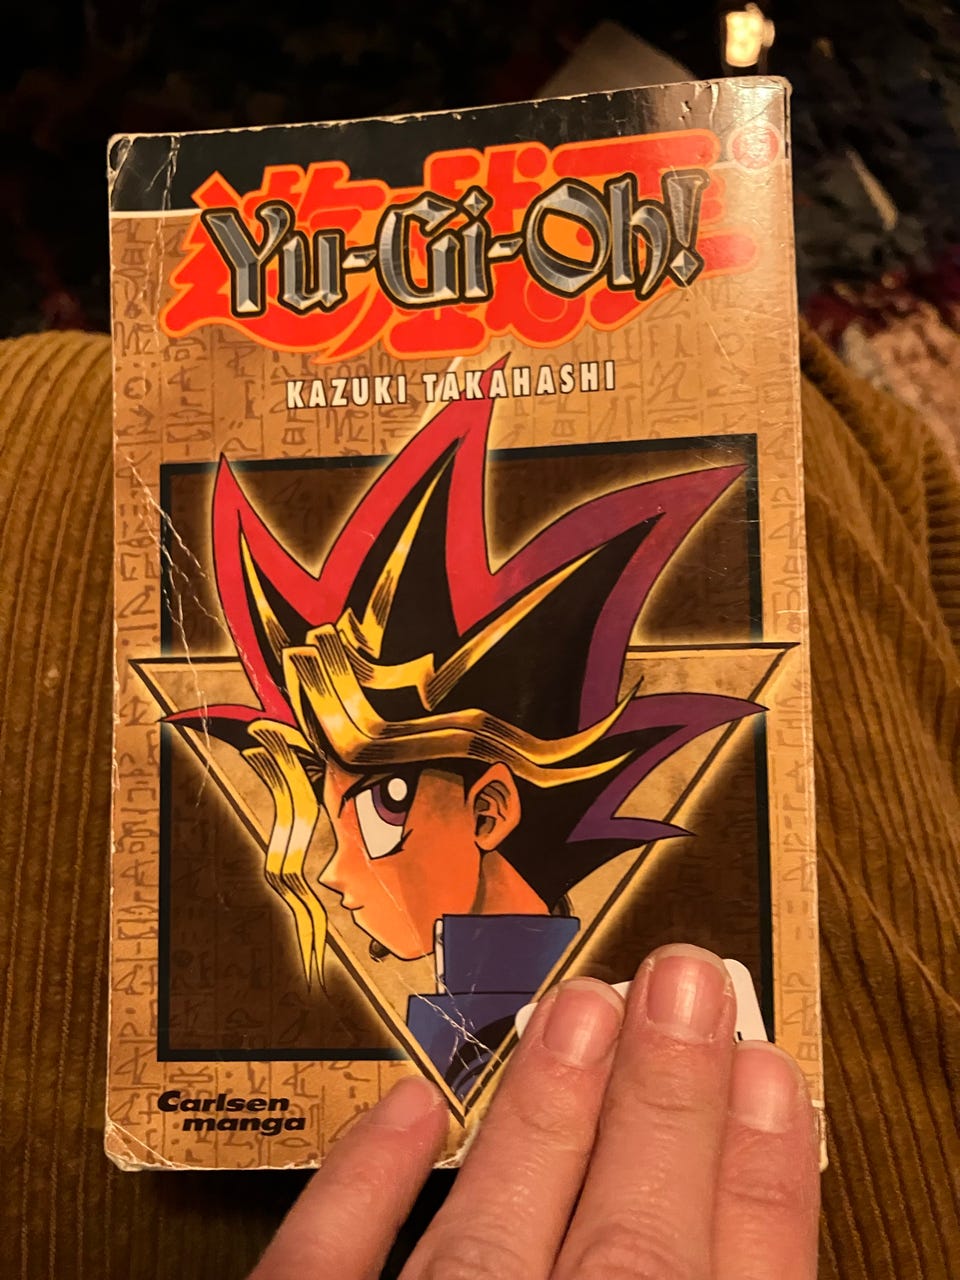 遊戯王
Yu-Gi-Oh!
KAZUKI TAKAHASHI
Carlsen
manga